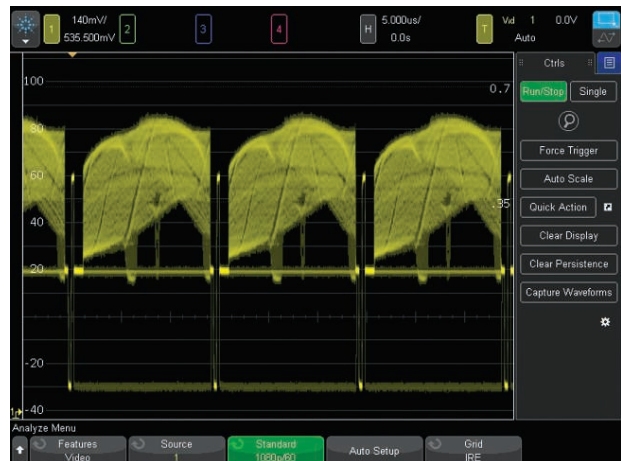 1 140mV/ 535.500mV 2 3 4 H 5.000us/ 0.0s T Vid 1 0.0V Auto
Ctrls
100
0.7
Run/Stop Single
80
Force Trigger
60
Auto Scale
.35
Quick Action
40
Clear Display
20
Clear Persistence
Capture Waveforms
-20
-40
Analyze Menu
Features Video
Source 1
Standard 1080p/60
Auto Setup
Grid IRE